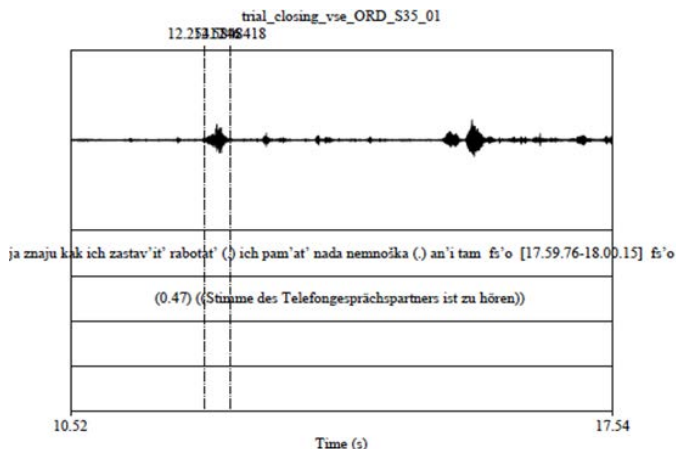 trial_closing_vse_ORD_S35_01
ja znaju kak ich zastav'it' rabotat' (.) ich pam'at' nada nemnoška (.) an'i tam fs'o [17.59.76-18.00.15] fs'o
(0.47) ((Stimme des Telefongesprächspartners ist zu hören))
10.52 17.54
Time (s)